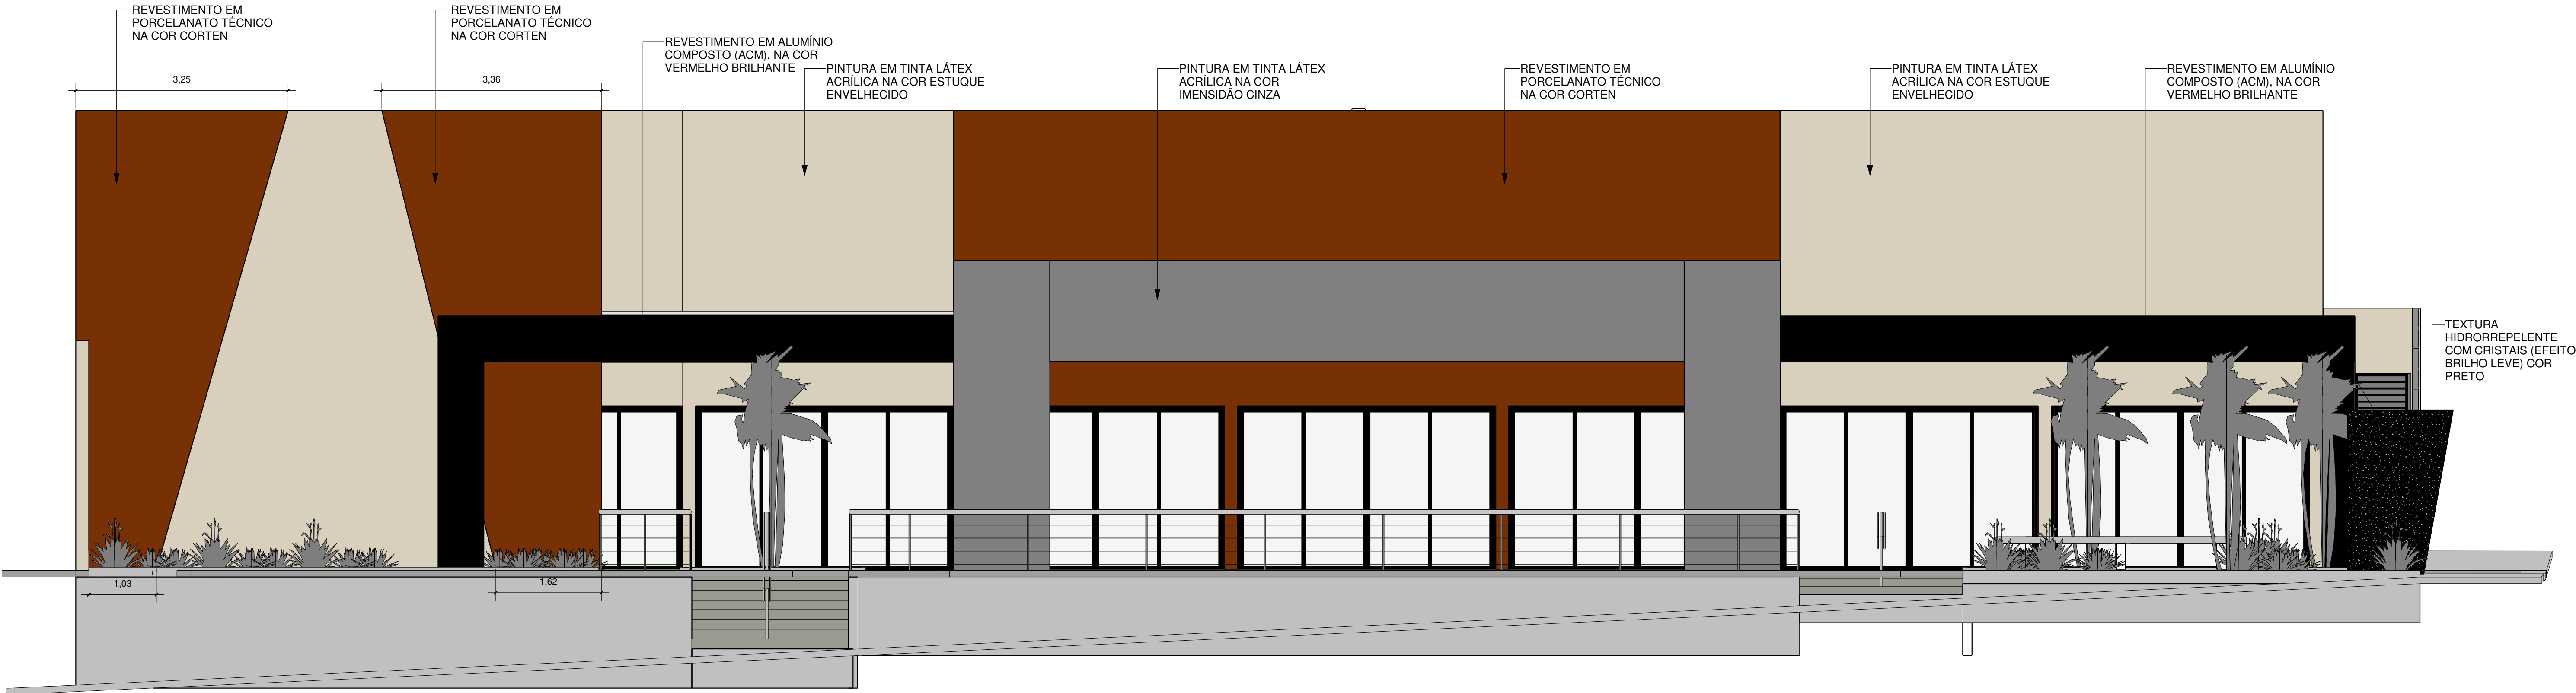 REVESTIMENTO EM
PORCELANATO TÉCNICO
NA COR CORTEN
REVESTIMENTO EM
PORCELANATO TÉCNICO
NA COR CORTEN
REVESTIMENTO EM ALUMÍNIO
COMPOSTO (ACM), NA COR
VERMELHO BRILHANTE
PINTURA EM TINTA LÁTEX
ACRÍLICA NA COR ESTUQUE
ENVELHECIDO
PINTURA EM TINTA LÁTEX
ACRÍLICA NA COR
IMENSIDÃO CINZA
REVESTIMENTO EM
PORCELANATO TÉCNICO
NA COR CORTEN
PINTURA EM TINTA LÁTEX
ACRÍLICA NA COR ESTUQUE
ENVELHECIDO
REVESTIMENTO EM ALUMÍNIO
COMPOSTO (ACM), NA COR
VERMELHO BRILHANTE
3,25
3,36
TEXTURA
HIDRORREPELENTE
COM CRISTAIS (EFEITO
BRILHO LEVE) COR
PRETO
1,03
1,62